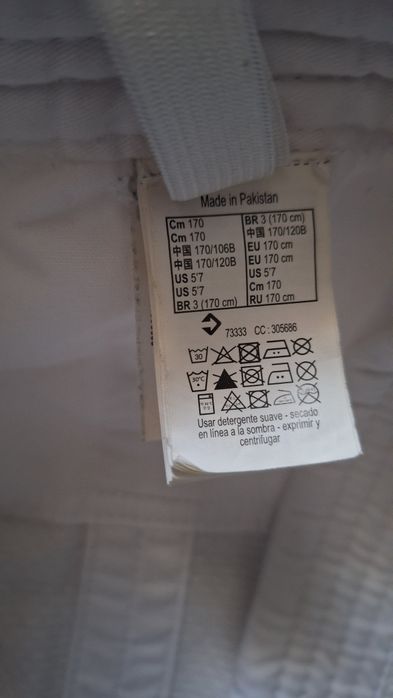 Made in Pakistan
Cm 170
Cm 170
中国 170/106B
中国 170/120B
US 5'7
US 5'7
BR 3 (170 cm)
BR 3 (170 cm)
中国 170/120B
EU 170 cm
EU 170 cm
US 5'7
Cm 170
RU 170 cm
73333 CC : 305686
30
30°C
Usar detergente suave - secado
en línea a la sombra - exprimir y
centrifugar